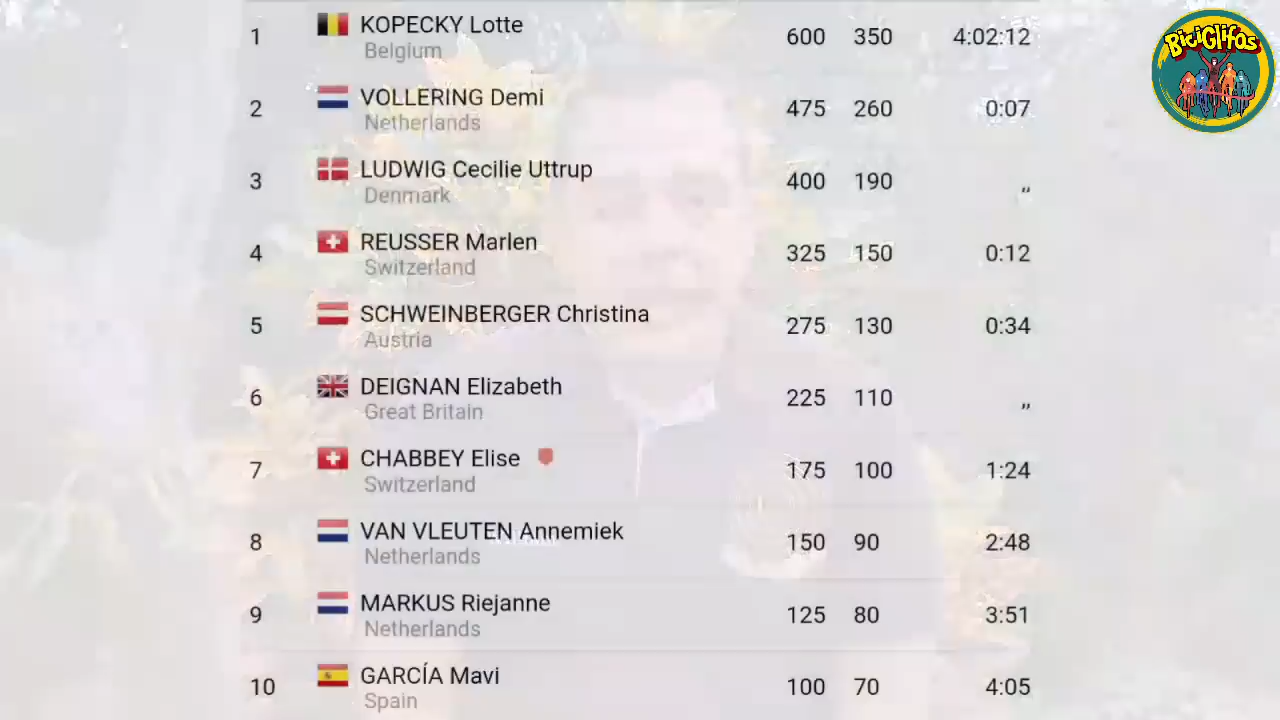 BiciGlifos
1 KOPECKY Lotte 600 350 4:02:12
Belgium
2 VOLLERING Demi 475 260 0:07
Netherlands
3 LUDWIG Cecilie Uttrup 400 190 ,,
Denmark
4 REUSSER Marlen 325 150 0:12
Switzerland
5 SCHWEINBERGER Christina 275 130 0:34
Austria
6 DEIGNAN Elizabeth 225 110 ,,
Great Britain
7 CHABBEY Elise 175 100 1:24
Switzerland
8 VAN VLEUTEN Annemiek 150 90 2:48
Netherlands
9 MARKUS Riejanne 125 80 3:51
Netherlands
10 GARCÍA Mavi 100 70 4:05
Spain